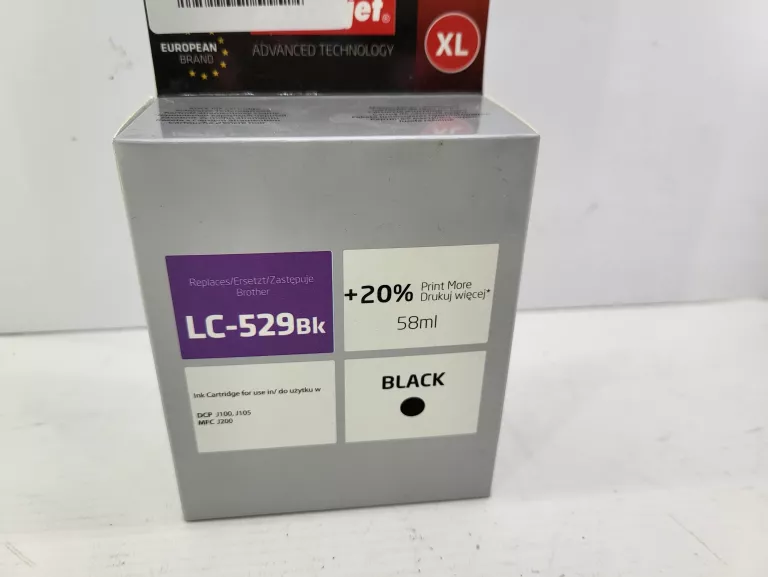 jet®
EUROPEAN
BRAND
ADVANCED TECHNOLOGY
XL
Replaces/Ersetzt/Zastępuje
Brother
LC-529Bk
+20% Print More
Drukuj więcej*
58ml
Ink Cartridge for use in/ do użytku w
DCP J100, J105
MFC J200
BLACK